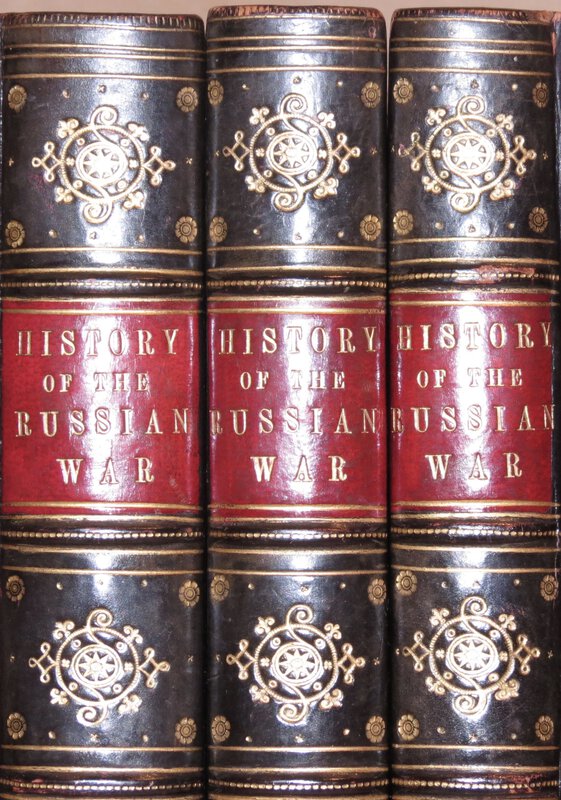 HISTORY
OF THE
RUSSIAN
WAR
HISTORY
OF THE
RUSSIAN
WAR
HISTORY
OF THE
RUSSIAN
WAR